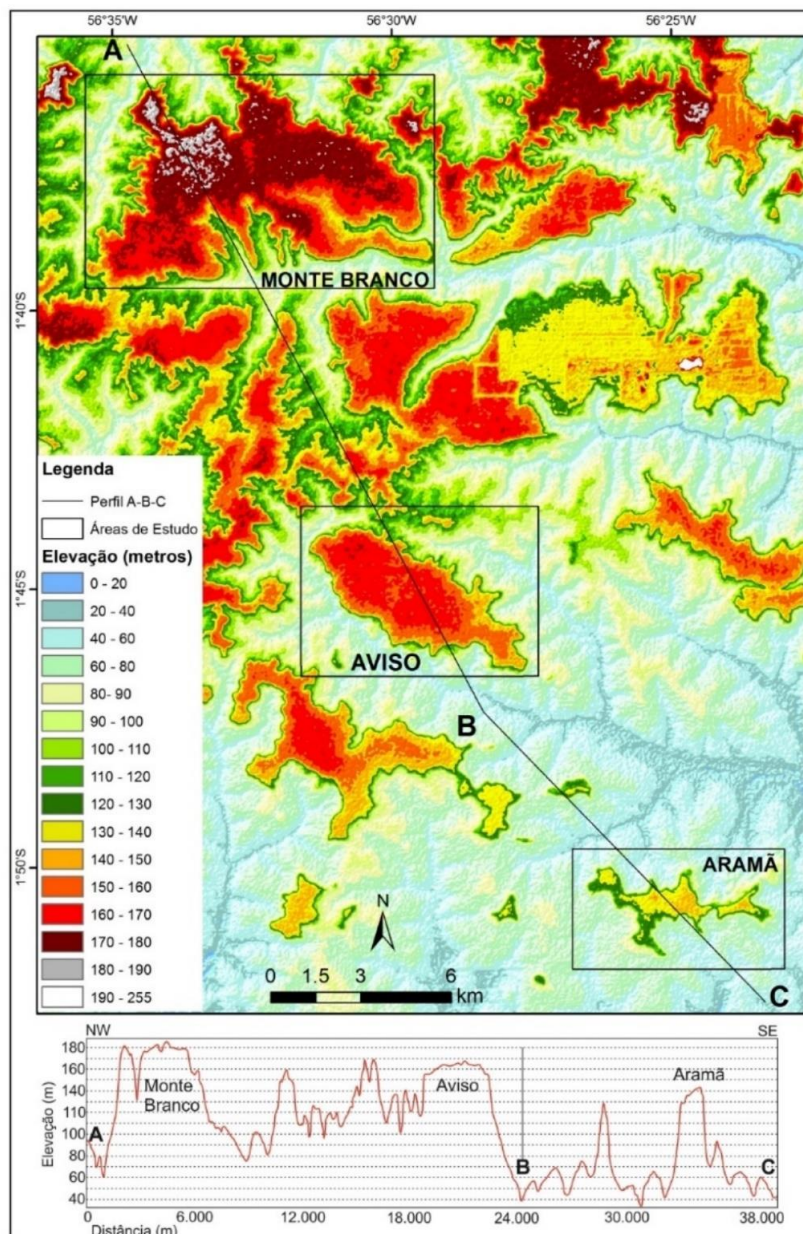 56°35'W 56°30'W 56°25'W
A
MONTE BRANCO
1°40'S
Legenda
Perfil A-B-C
Áreas de Estudo
Elevação (metros)
0 - 20
20 - 40
40 - 60
60 - 80
80- 90
90 - 100
100 - 110
110 - 120
120 - 130
130 - 140
140 - 150
150 - 160
160 - 170
170 - 180
180 - 190
190 - 255
1°45'S
AVISO
B
1°50'S
ARAMÃ
N
0 1.5 3 6
km
C
NW SE
Elevação (m)
180
160
140
110
100
80
60
40
A
Monte
Branco
Aviso
Aramã
B
C
0 6.000 12.000 18.000 24.000 30.000 38.000
Distância (m)